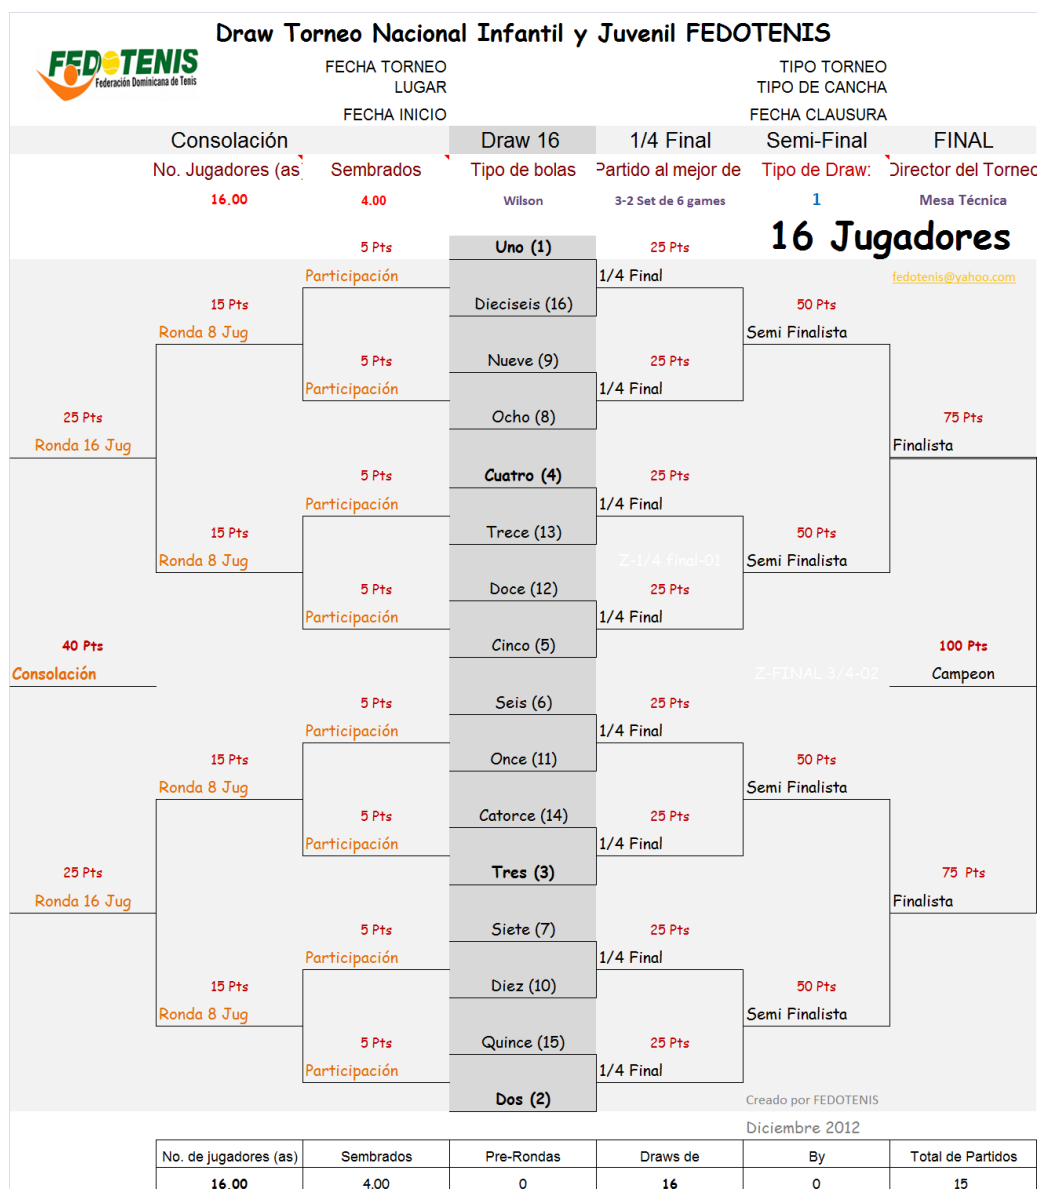 Draw Torneo Nacional Infantil y Juvenil FEDOTENIS
FEDOTENIS
Federación Dominicana de Tenis
FECHA TORNEO TIPO TORNEO
LUGAR TIPO DE CANCHA
FECHA INICIO FECHA CLAUSURA
Consolación Draw 16 1/4 Final Semi-Final FINAL
No. Jugadores (as) Sembrados Tipo de bolas Partido al mejor de Tipo de Draw: Director del Torneo
16.00 4.00 Wilson 3-2 Set de 6 games 1 Mesa Técnica
16 Jugadores
5 Pts Uno (1) 25 Pts
Participación 1/4 Final fedotenis@yahoo.com
15 Pts Dieciseis (16) 50 Pts
Ronda 8 Jug Semi Finalista
5 Pts Nueve (9) 25 Pts
Participación 1/4 Final
25 Pts Ocho (8) 75 Pts
Ronda 16 Jug Finalista
5 Pts Cuatro (4) 25 Pts
Participación 1/4 Final
15 Pts Trece (13) 50 Pts
Ronda 8 Jug Z-1/4 final-01 Semi Finalista
5 Pts Doce (12) 25 Pts
Participación 1/4 Final
40 Pts Cinco (5) 100 Pts
Consolación Z-FINAL 3/4-02 Campeon
5 Pts Seis (6) 25 Pts
Participación 1/4 Final
15 Pts Once (11) 50 Pts
Ronda 8 Jug Semi Finalista
5 Pts Catorce (14) 25 Pts
Participación 1/4 Final
25 Pts Tres (3) 75 Pts
Ronda 16 Jug Finalista
5 Pts Siete (7) 25 Pts
Participación 1/4 Final
15 Pts Diez (10) 50 Pts
Ronda 8 Jug Semi Finalista
5 Pts Quince (15) 25 Pts
Participación 1/4 Final
Dos (2) Creado por FEDOTENIS
Diciembre 2012
No. de jugadores (as) Sembrados Pre-Rondas Draws de By Total de Partidos
16.00 4.00 0 16 0 15